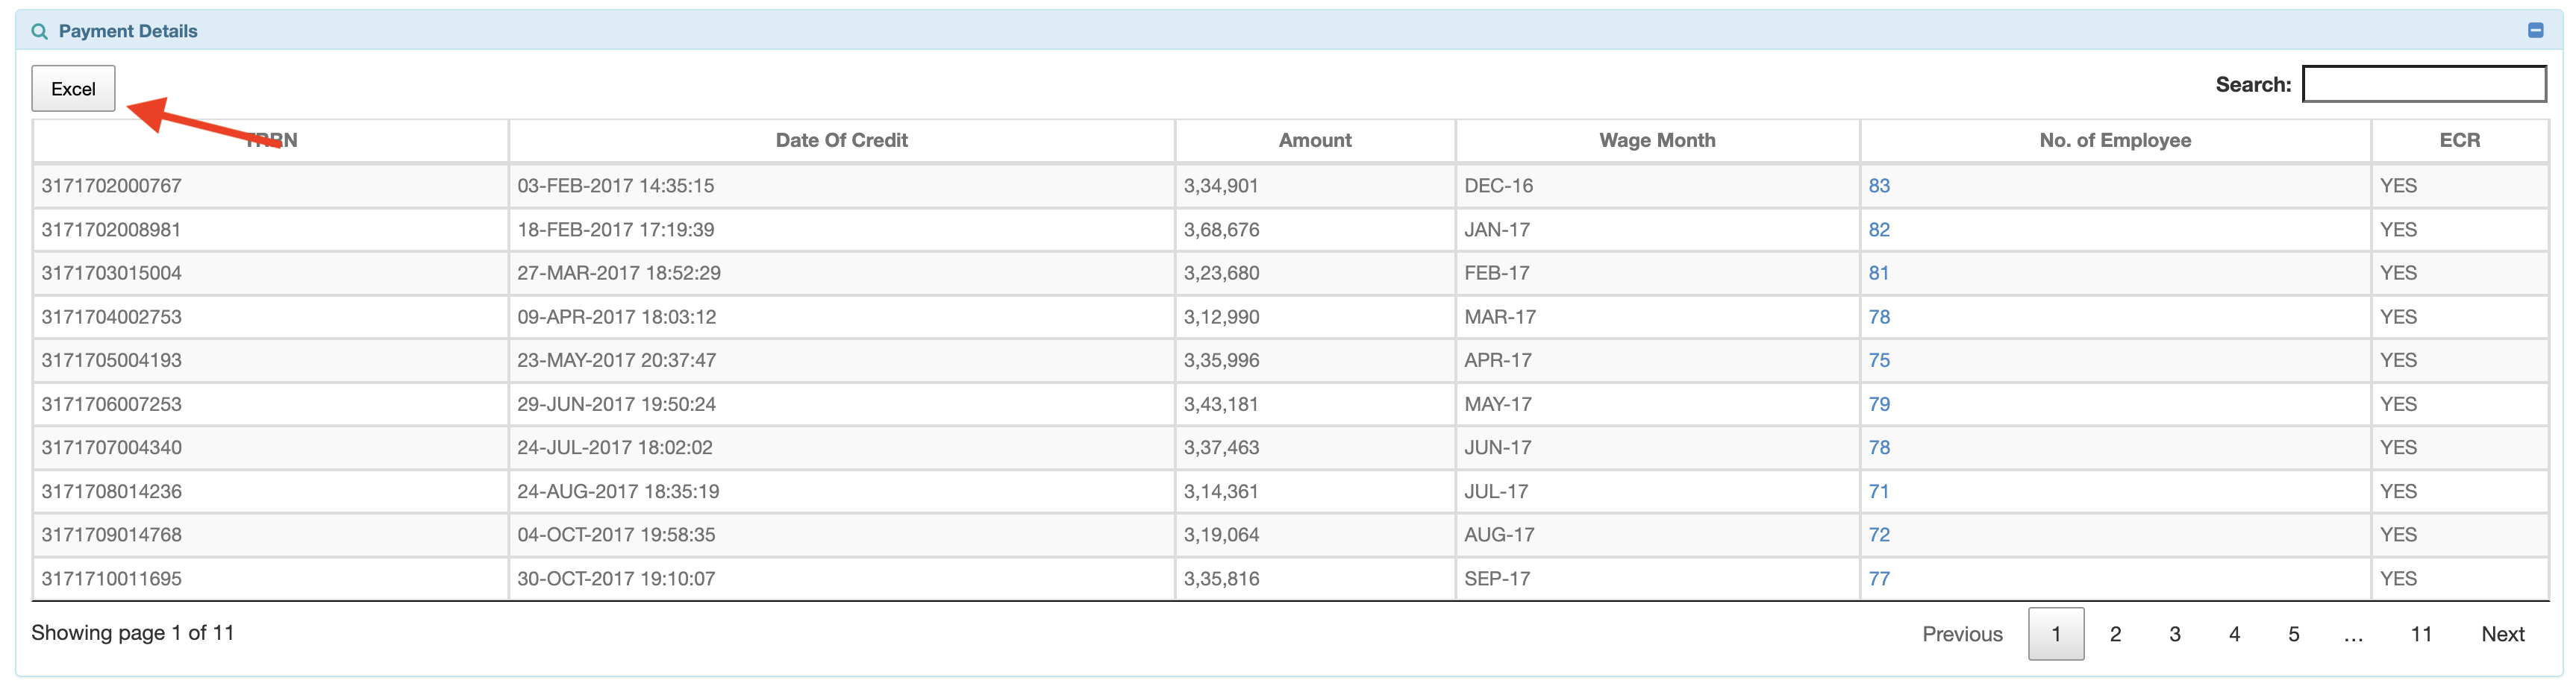 Payment Details
Excel
Search:
TRRN Date Of Credit Amount Wage Month No. of Employee ECR
3171702000767 03-FEB-2017 14:35:15 3,34,901 DEC-16 83 YES
3171702008981 18-FEB-2017 17:19:39 3,68,676 JAN-17 82 YES
3171703015004 27-MAR-2017 18:52:29 3,23,680 FEB-17 81 YES
3171704002753 09-APR-2017 18:03:12 3,12,990 MAR-17 78 YES
3171705004193 23-MAY-2017 20:37:47 3,35,996 APR-17 75 YES
3171706007253 29-JUN-2017 19:50:24 3,43,181 MAY-17 79 YES
3171707004340 24-JUL-2017 18:02:02 3,37,463 JUN-17 78 YES
3171708014236 24-AUG-2017 18:35:19 3,14,361 JUL-17 71 YES
3171709014768 04-OCT-2017 19:58:35 3,19,064 AUG-17 72 YES
3171710011695 30-OCT-2017 19:10:07 3,35,816 SEP-17 77 YES
Showing page 1 of 11
Previous 1 2 3 4 5 … 11 Next